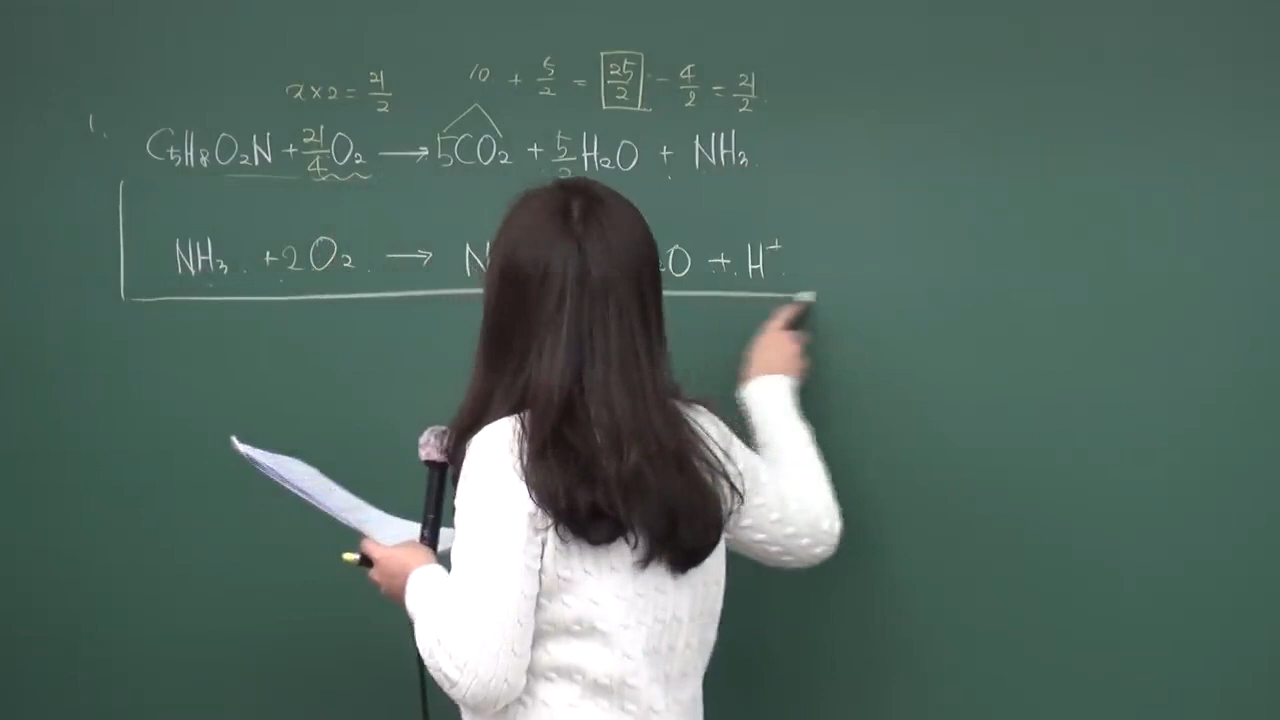 x×2 = 21/2   10 + 5/2 = 25/2 - 4/2 = 21/2
1.
C5H8O2N + 21/4 O2 → 5CO2 + 5/2 H2O + NH3
NH3 + 2O2 → N O + H+